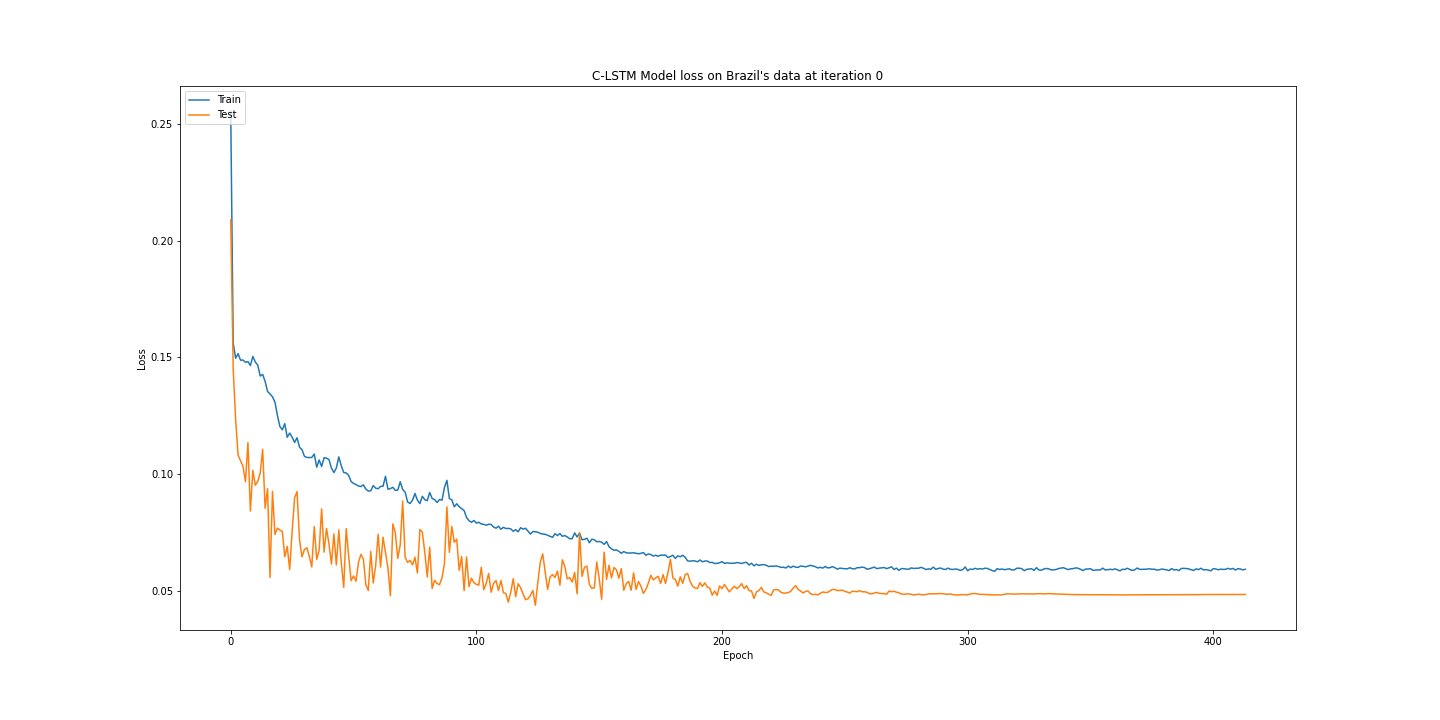 C-LSTM Model loss on Brazil's data at iteration 0
Train
Test
0.25
0.20
0.15
0.10
0.05
Loss
0 100 200 300 400
Epoch